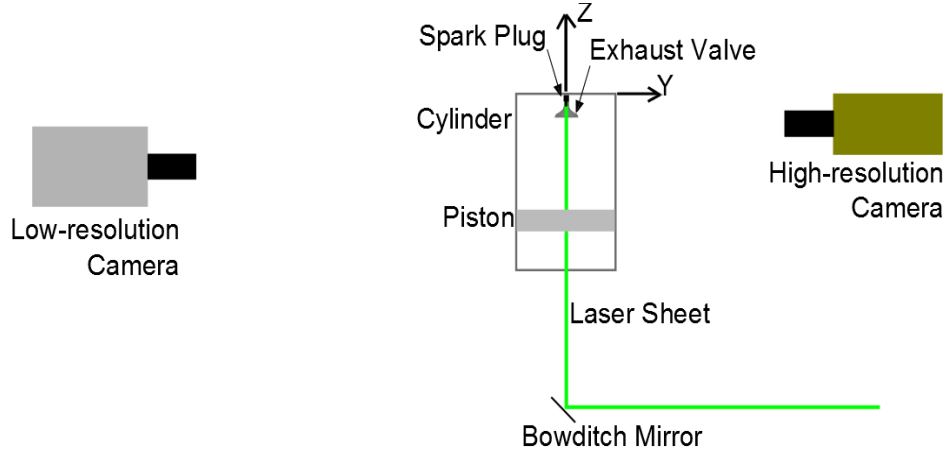 Z
Spark Plug
Exhaust Valve
Y
Cylinder
High-resolution
Camera
Low-resolution
Camera
Piston
Laser Sheet
Bowditch Mirror